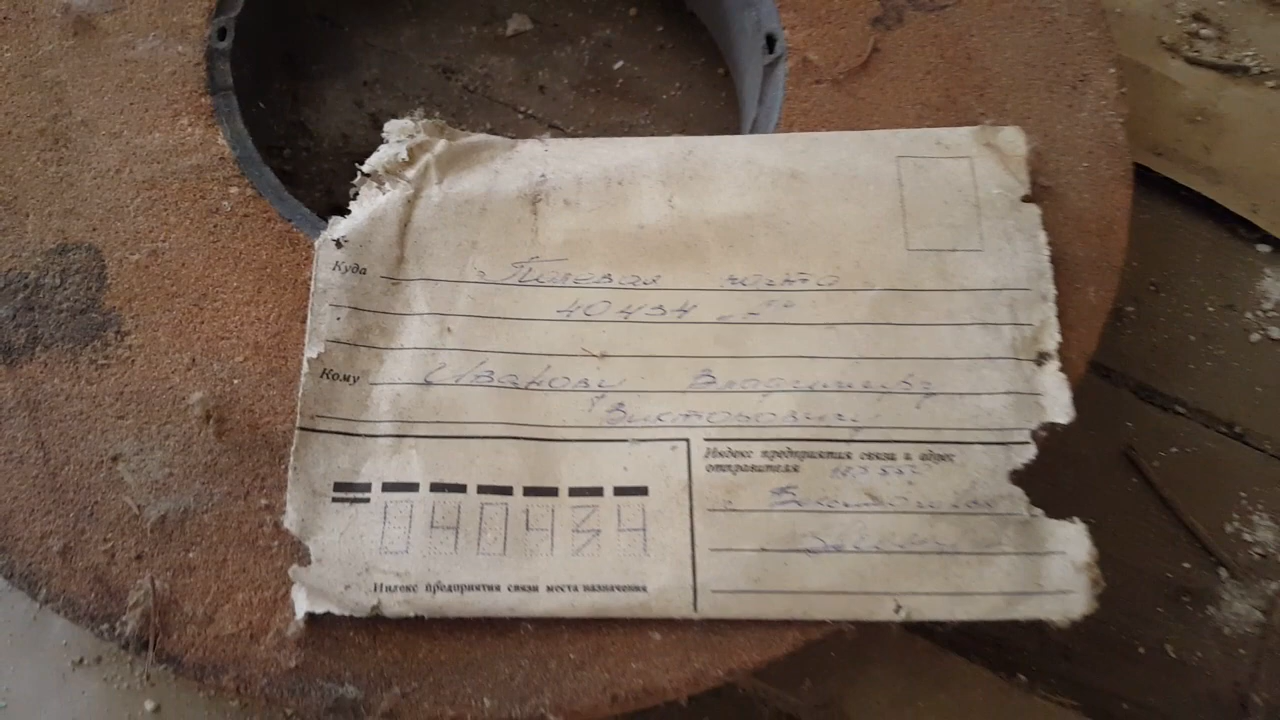 Куда Полевая почта
40434
Кому Иванову Владимиру
Викторовичу
Индекс предприятия связи и адрес
отправителя
040434
Индекс предприятия связи места назначения